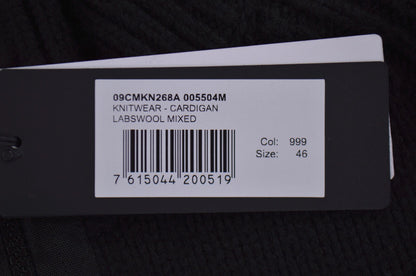 09CMKN268A 005504M
KNITWEAR - CARDIGAN
LABSWOOL MIXED
Col: 999
Size: 46
7 615044 200519